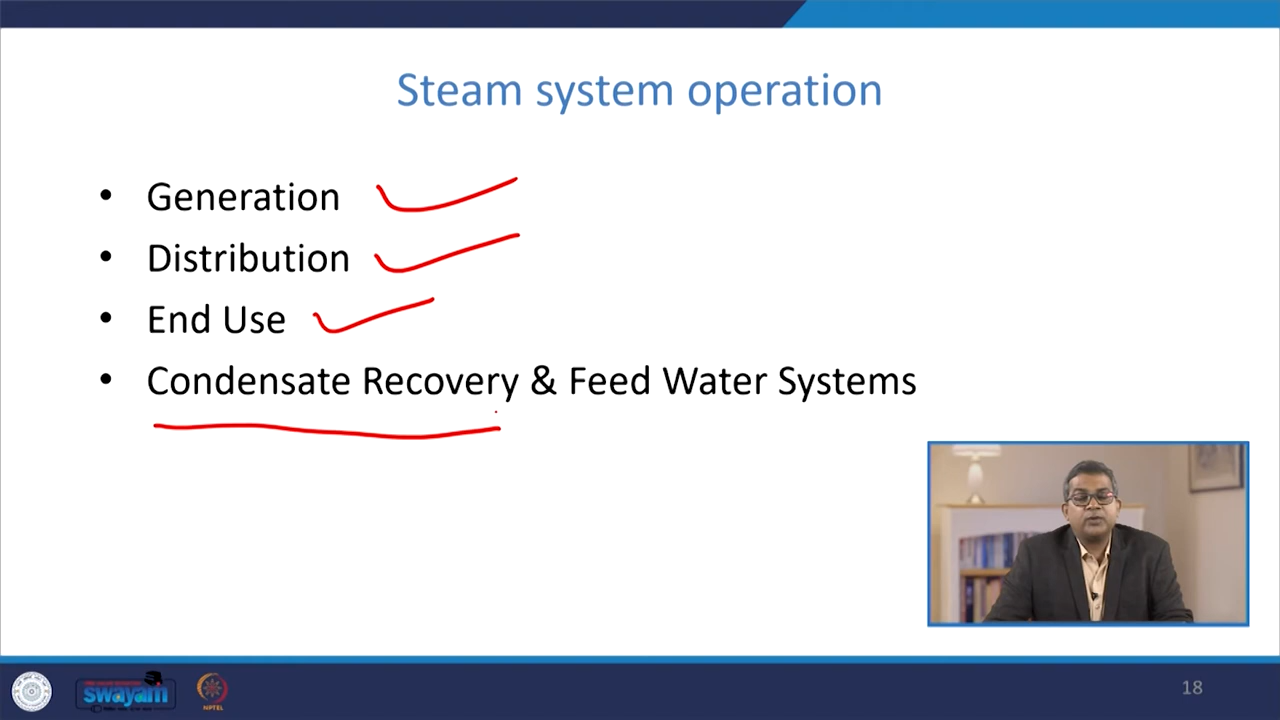 Steam system operation
• Generation
• Distribution
• End Use
• Condensate Recovery & Feed Water Systems
swayam
NPTEL
18